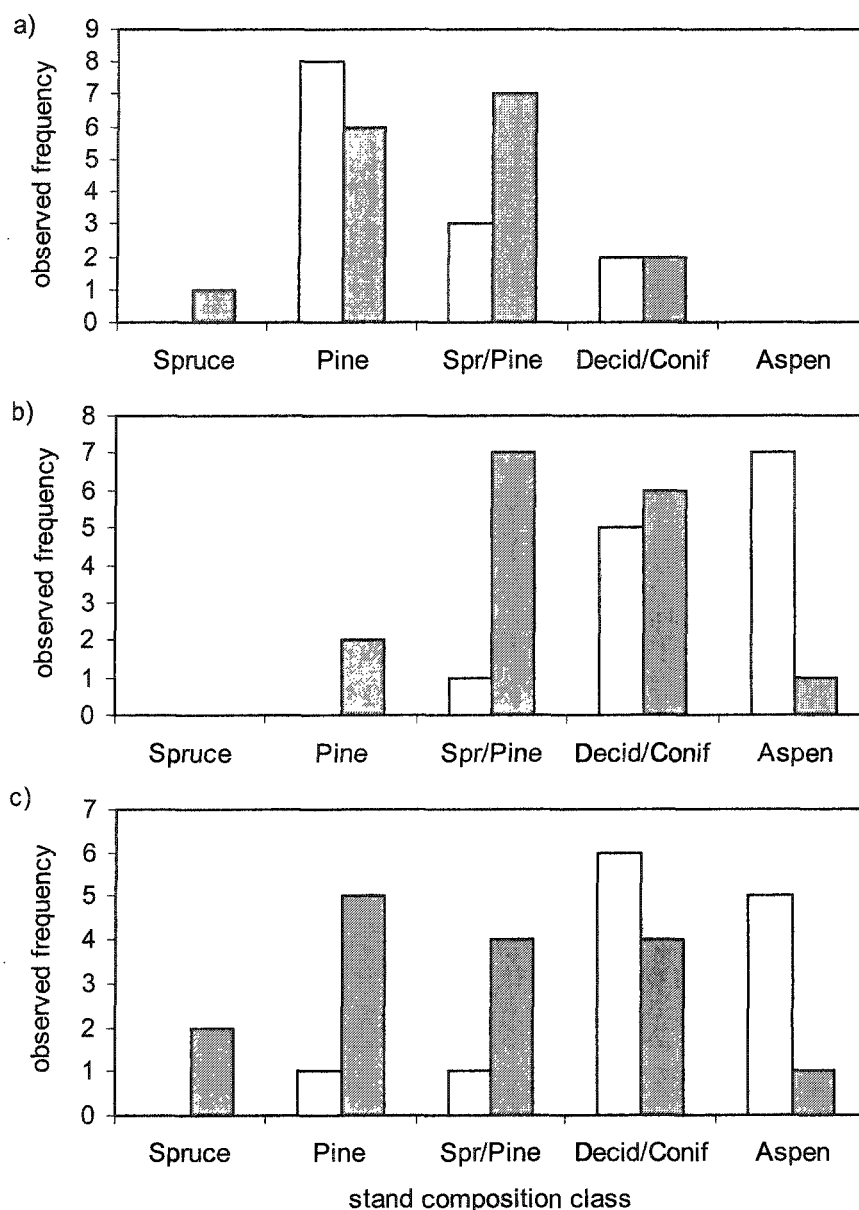 a)
observed frequency
9
8
7
6
5
4
3
2
1
0
Spruce Pine Spr/Pine Decid/Conif Aspen
b)
observed frequency
8
7
6
5
4
3
2
1
0
Spruce Pine Spr/Pine Decid/Conif Aspen
c)
observed frequency
7
6
5
4
3
2
1
0
Spruce Pine Spr/Pine Decid/Conif Aspen
stand composition class